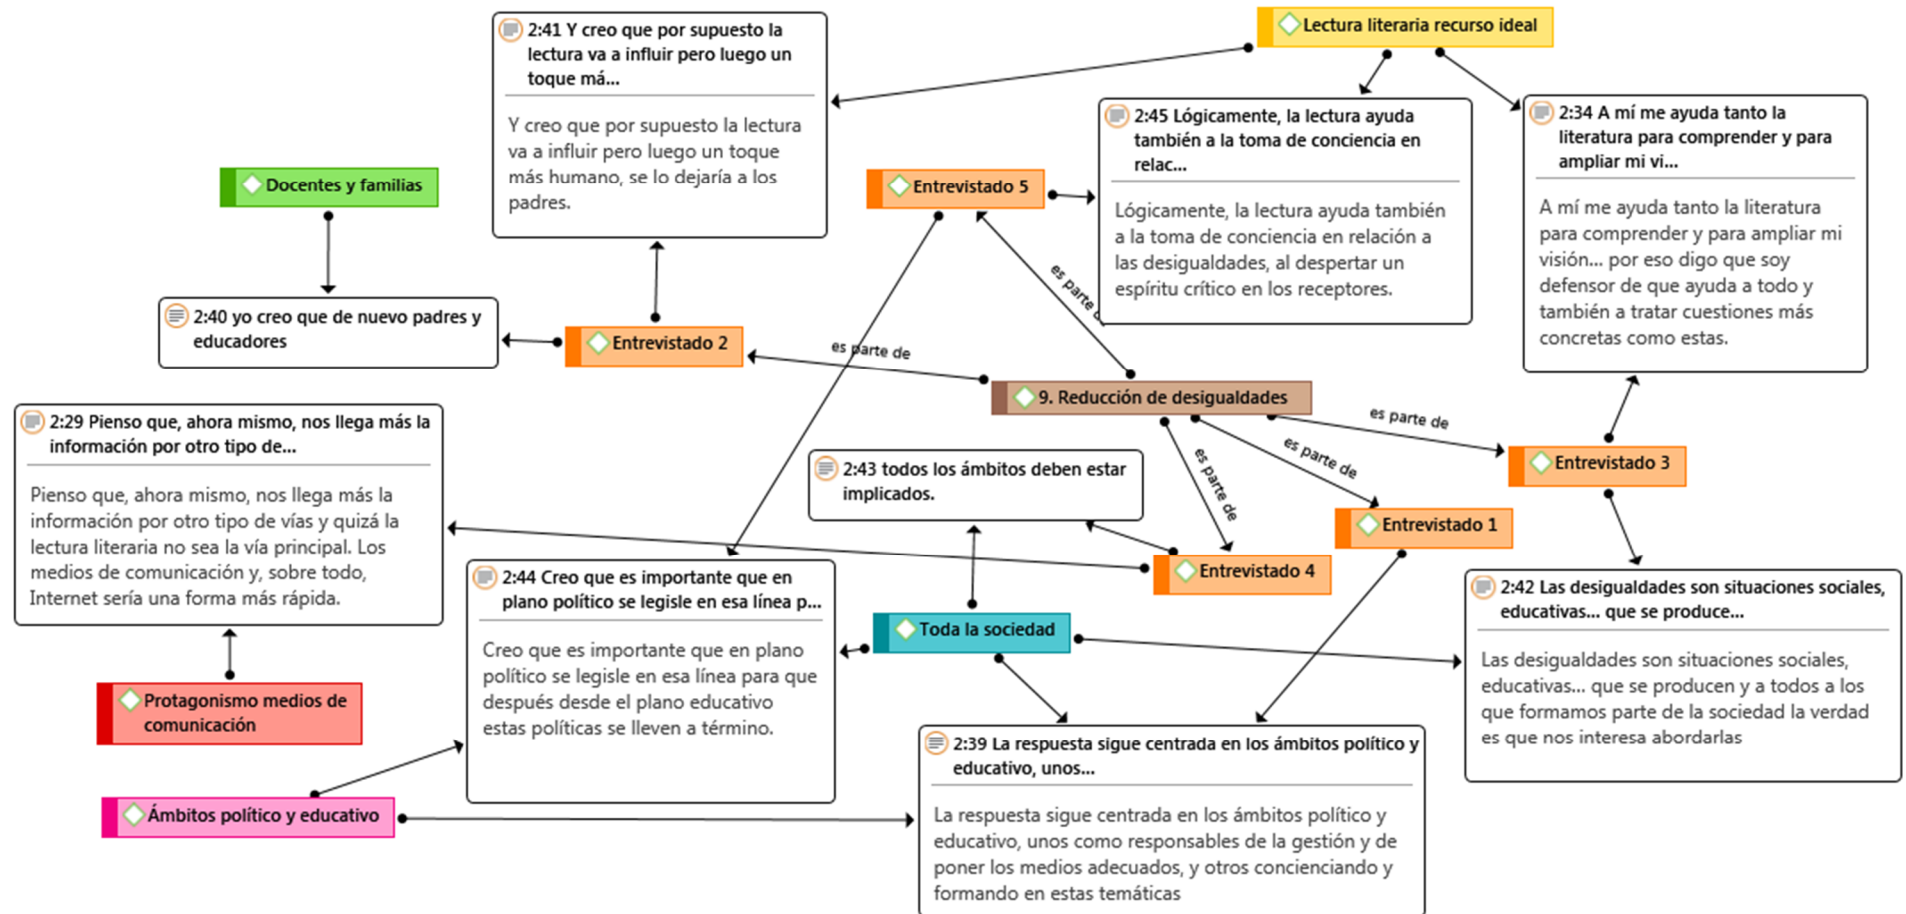 2:41 Y creo que por supuesto la
lectura va a influir pero luego un
toque má...
Y creo que por supuesto la lectura
va a influir pero luego un toque
más humano, se lo dejaría a los
padres.
Lectura literaria recurso ideal
2:45 Lógicamente, la lectura ayuda
también a la toma de conciencia en
relac...
Lógicamente, la lectura ayuda también
a la toma de conciencia en relación a
las desigualdades, al despertar un
espíritu crítico en los receptores.
2:34 A mí me ayuda tanto la
literatura para comprender y para
ampliar mi vi...
A mí me ayuda tanto la literatura
para comprender y para ampliar mi
visión... por eso digo que soy
defensor de que ayuda a todo y
también a tratar cuestiones más
concretas como estas.
Docentes y familias
Entrevistado 5
es parte
2:40 yo creo que de nuevo padres y
educadores
Entrevistado 2
es parte de
9. Reducción de desigualdades
es parte de
es parte de
es parte de
2:29 Pienso que, ahora mismo, nos llega más la
información por otro tipo de...
Pienso que, ahora mismo, nos llega más la
información por otro tipo de vías y quizá la
lectura literaria no sea la vía principal. Los
medios de comunicación y, sobre todo,
Internet sería una forma más rápida.
2:43 todos los ámbitos deben estar
implicados.
Entrevistado 3
Entrevistado 1
Entrevistado 4
2:44 Creo que es importante que en
plano político se legisle en esa línea p...
Creo que es importante que en plano
político se legisle en esa línea para que
después desde el plano educativo
estas políticas se lleven a término.
Toda la sociedad
2:42 Las desigualdades son situaciones sociales,
educativas... que se produce...
Las desigualdades son situaciones sociales,
educativas... que se producen y a todos a los
que formamos parte de la sociedad la verdad
es que nos interesa abordarlas
Protagonismo medios de
comunicación
Ámbitos político y educativo
2:39 La respuesta sigue centrada en los ámbitos político y
educativo, unos...
La respuesta sigue centrada en los ámbitos político y
educativo, unos como responsables de la gestión y de
poner los medios adecuados, y otros concienciando y
formando en estas temáticas